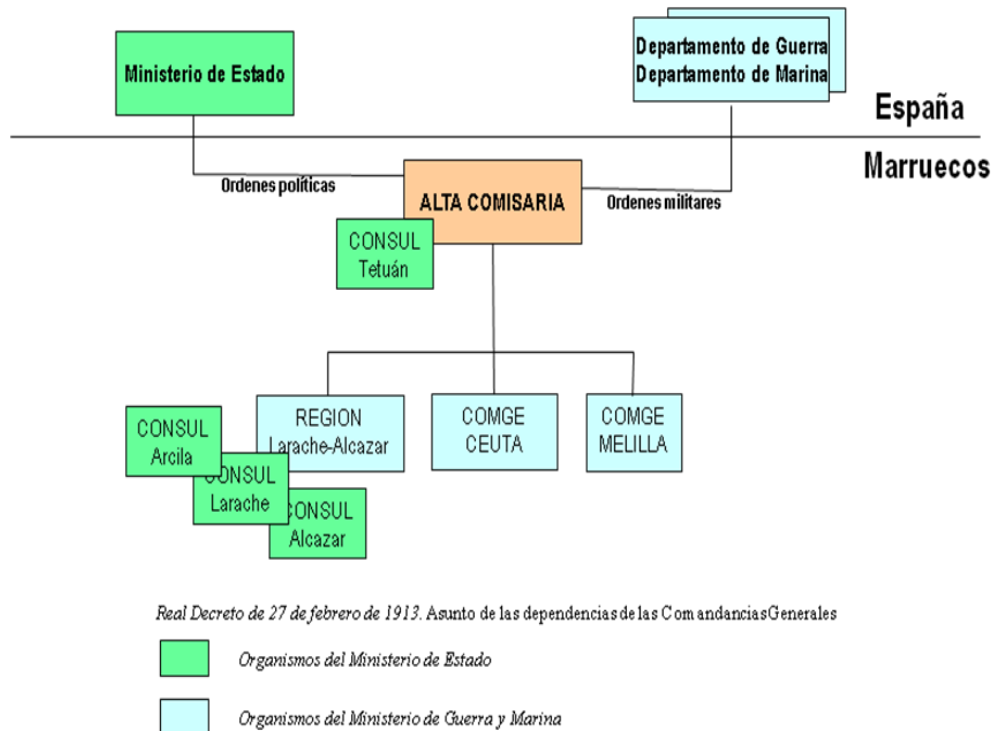 Ministerio de Estado
Departamento de Guerra
Departamento de Marina
España
Marruecos
Ordenes políticas
ALTA COMISARIA
Ordenes militares
CONSUL
Tetuán
CONSUL
Arcila
CONSUL
Larache
CONSUL
Alcazar
REGION
Larache-Alcazar
COMGE
CEUTA
COMGE
MELILLA
Real Decreto de 27 de febrero de 1913. Asunto de las dependencias de las Comandancias Generales
Organismos del Ministerio de Estado
Organismos del Ministerio de Guerra y Marina